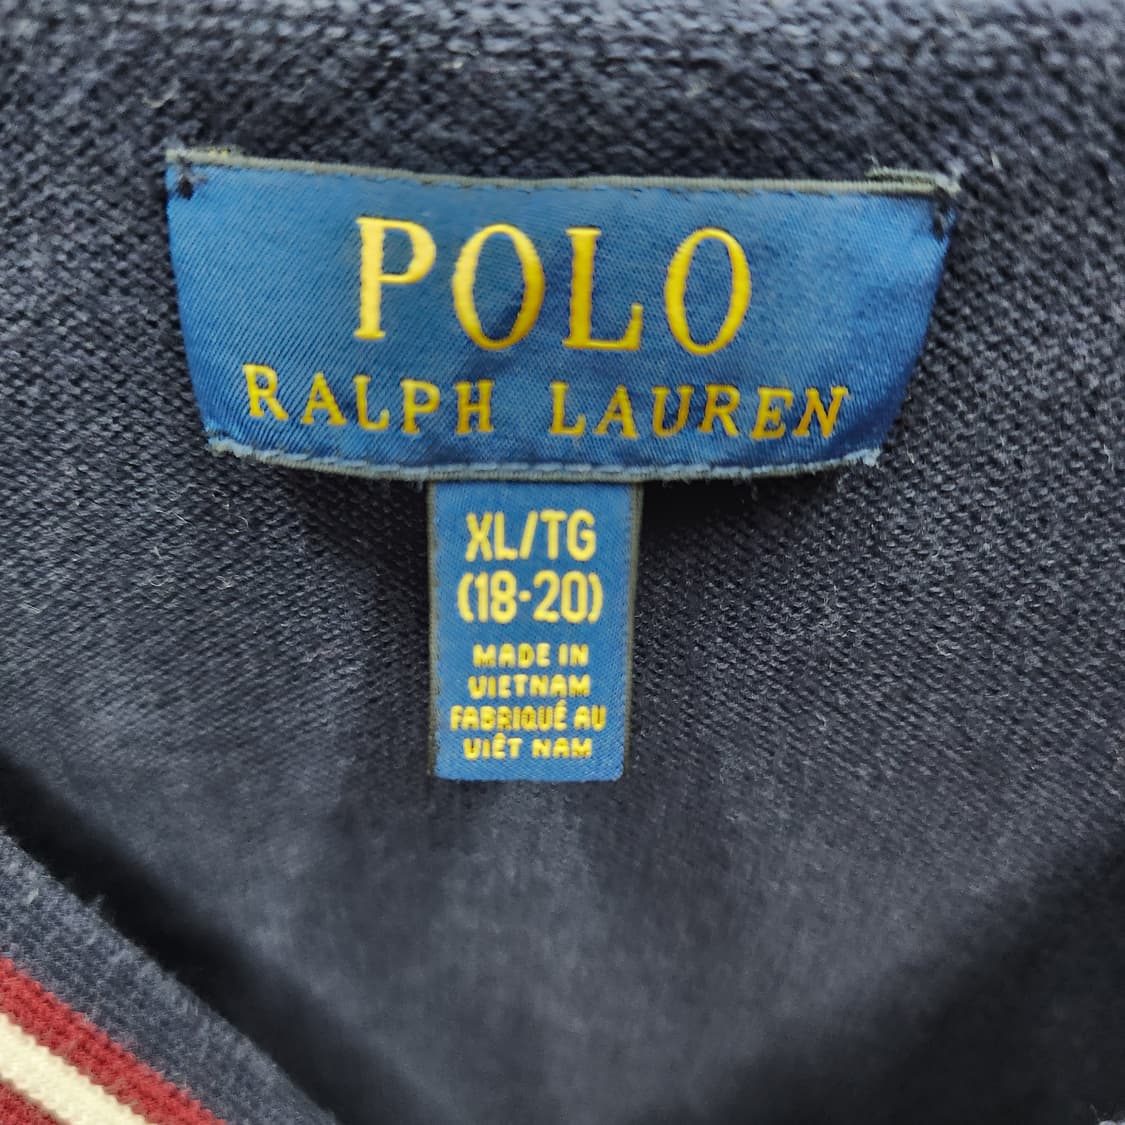 POLO
RALPH LAUREN
XL/TG
(18-20)
MADE IN
VIETNAM
FABRIQUÉ AU
VIÊT NAM